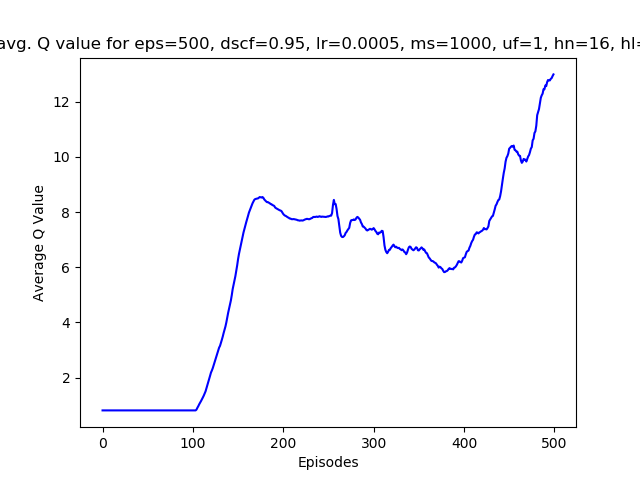 avg. Q value for eps=500, dscf=0.95, lr=0.0005, ms=1000, uf=1, hn=16, hl=
12
10
8
6
4
2
Average Q Value
0 100 200 300 400 500
Episodes